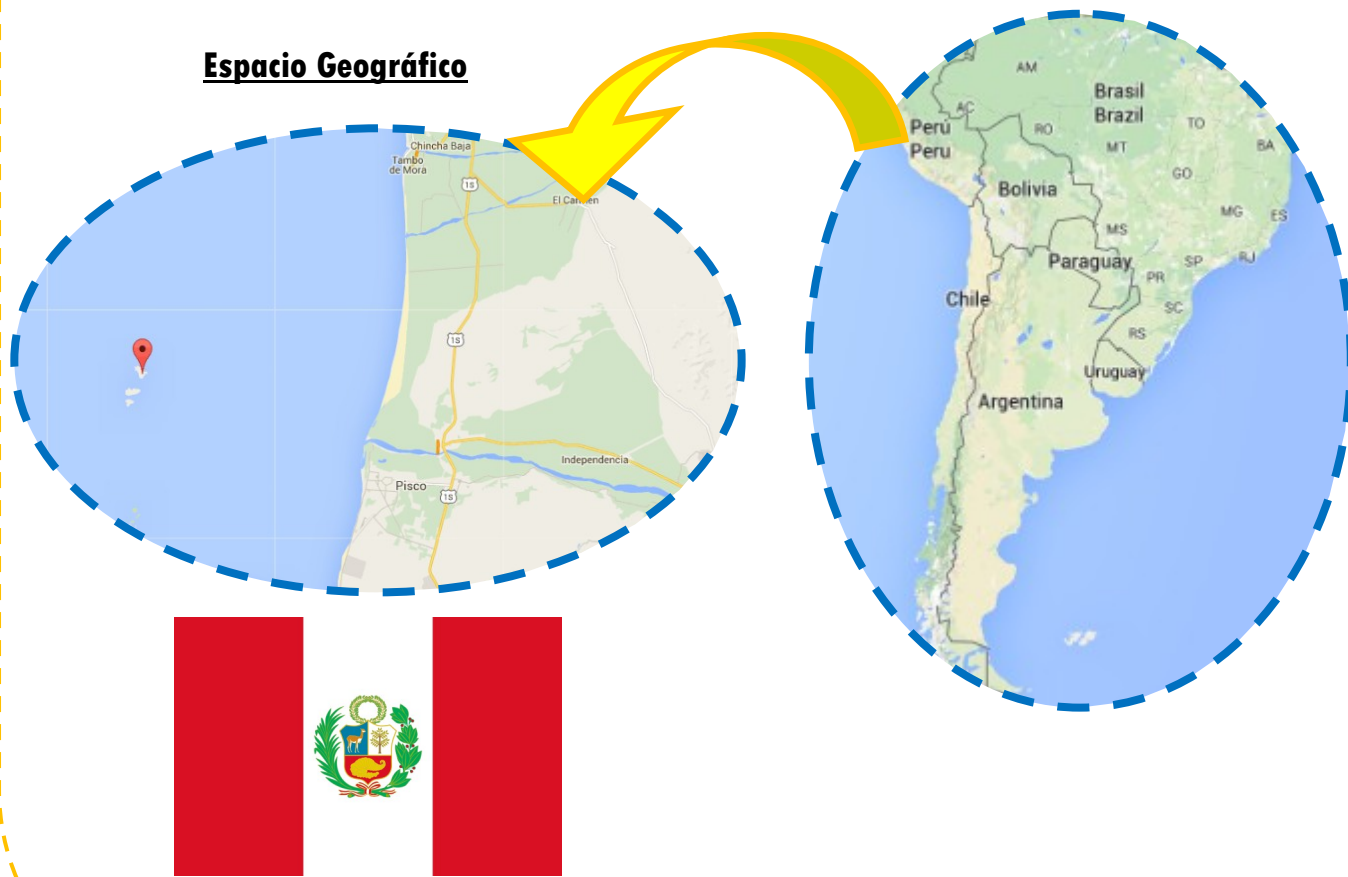 Espacio Geográfico
Chincha Baja
Tambo
de Mora
1S
El Carmen
1S
Independencia
Pisco
1S
AM
Brasil
Brazil
AC
Perú
Peru
RO
TO
MT
BA
GO
Bolivia
MG
ES
MS
Paraguay
SP
RJ
PR
Chile
SC
RS
Uruguay
Argentina